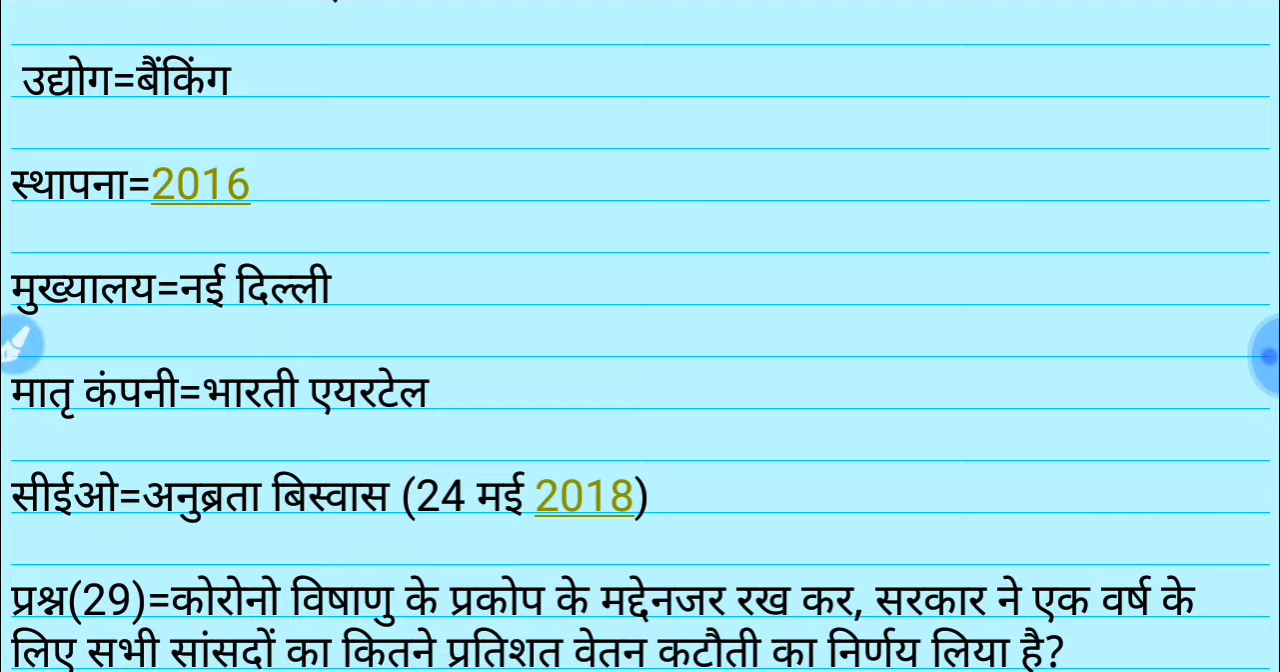 उद्योग=बैंकिंग
स्थापना=2016
मुख्यालय=नई दिल्ली
मातृ कंपनी=भारती एयरटेल
सीईओ=अनुब्रता बिस्वास (24 मई 2018)
प्रश्न(29)=कोरोनो विषाणु के प्रकोप के मद्देनजर रख कर, सरकार ने एक वर्ष के
लिए सभी सांसदों का कितने प्रतिशत वेतन कटौती का निर्णय लिया है?